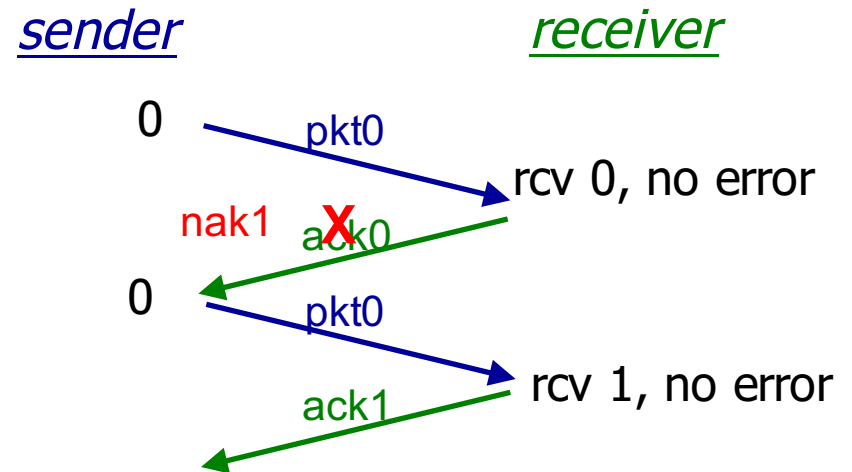 sender receiver
0 pkt0
rcv 0, no error
nak1 X ack0
0 pkt0
rcv 1, no error
ack1